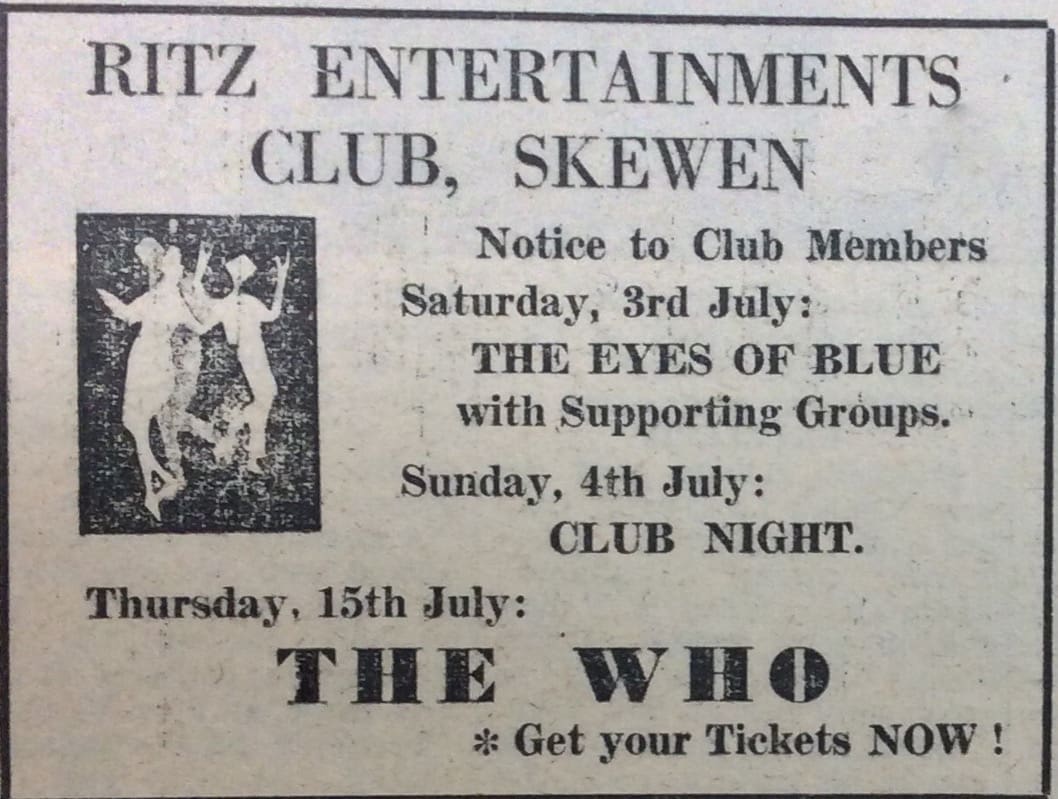 RITZ ENTERTAINMENTS
CLUB, SKEWEN
Notice to Club Members
Saturday, 3rd July:
THE EYES OF BLUE
with Supporting Groups.
Sunday, 4th July:
CLUB NIGHT.
Thursday, 15th July:
THE WHO
* Get your Tickets NOW !